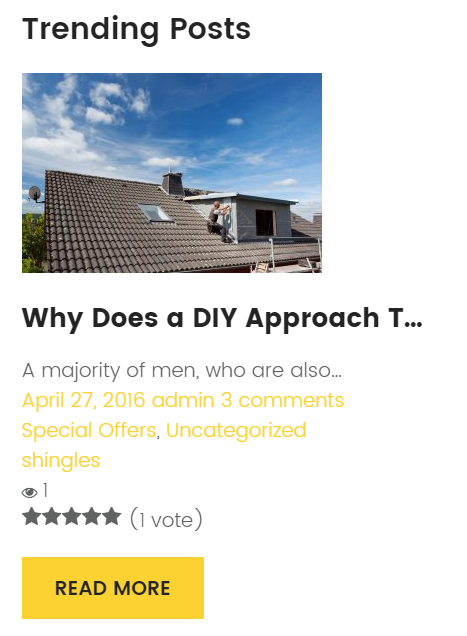 Trending Posts
Why Does a DIY Approach T...
A majority of men, who are also...
April 27, 2016 admin 3 comments
Special Offers, Uncategorized
shingles
1
(1 vote)
READ MORE